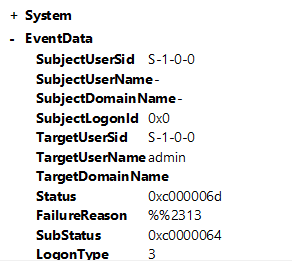 + System
- EventData
SubjectUserSid S-1-0-0
SubjectUserName -
SubjectDomainName -
SubjectLogonId 0x0
TargetUserSid S-1-0-0
TargetUserName admin
TargetDomainName
Status 0xc000006d
FailureReason %%2313
SubStatus 0xc0000064
LogonType 3